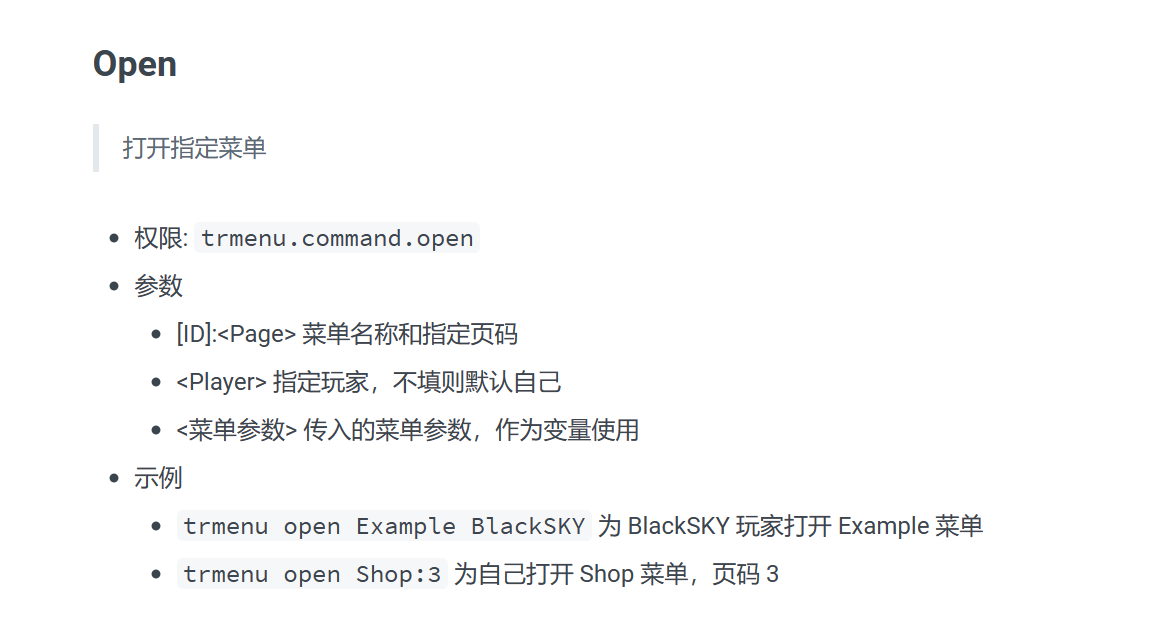 Open
打开指定菜单
权限: trmenu.command.open
参数
[ID]:<Page> 菜单名称和指定页码
<Player> 指定玩家，不填则默认自己
<菜单参数> 传入的菜单参数，作为变量使用
示例
trmenu open Example BlackSKY 为 BlackSKY 玩家打开 Example 菜单
trmenu open Shop:3 为自己打开 Shop 菜单，页码 3